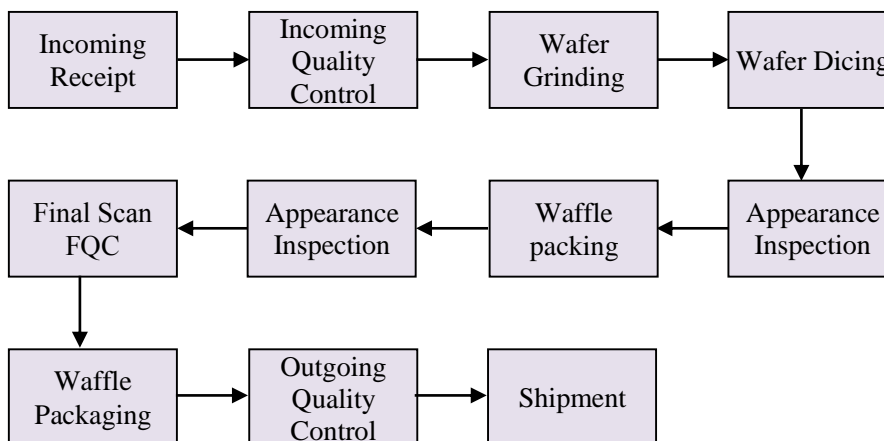 Incoming
Receipt
Incoming
Quality
Control
Wafer
Grinding
Wafer Dicing
Final Scan
FQC
Appearance
Inspection
Waffle
packing
Appearance
Inspection
Waffle
Packaging
Outgoing
Quality
Control
Shipment